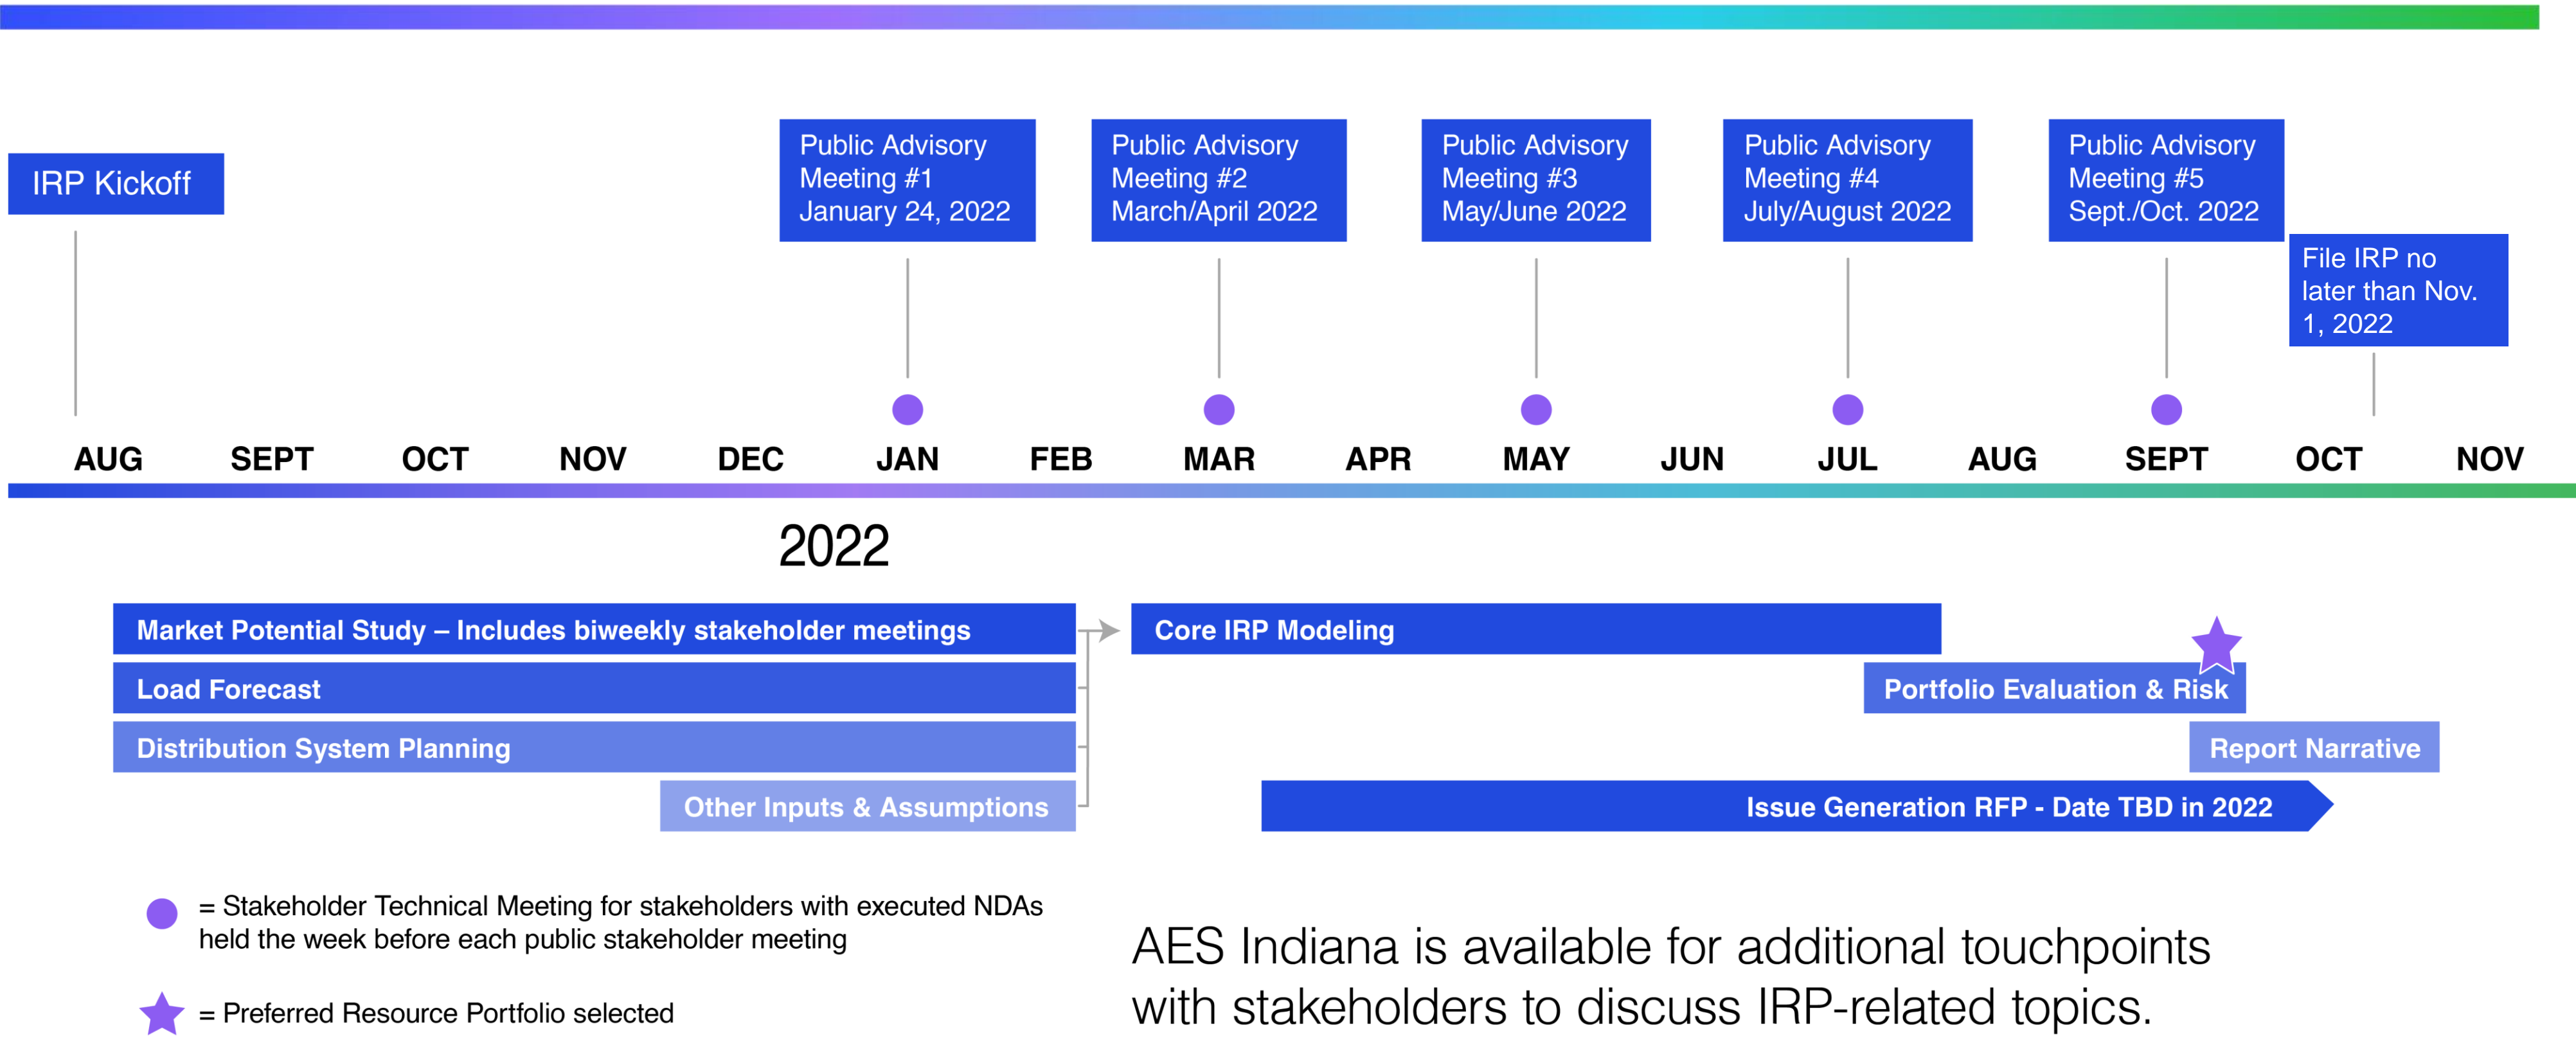 IRP Kickoff
Public Advisory
Meeting #1
January 24, 2022
Public Advisory
Meeting #2
March/April 2022
Public Advisory
Meeting #3
May/June 2022
Public Advisory
Meeting #4
July/August 2022
Public Advisory
Meeting #5
Sept./Oct. 2022
File IRP no
later than Nov.
1, 2022
AUG SEPT OCT NOV DEC JAN FEB MAR APR MAY JUN JUL AUG SEPT OCT NOV
2022
Market Potential Study – Includes biweekly stakeholder meetings
Core IRP Modeling
Load Forecast
Portfolio Evaluation & Risk
Distribution System Planning
Report Narrative
Other Inputs & Assumptions
Issue Generation RFP - Date TBD in 2022
= Stakeholder Technical Meeting for stakeholders with executed NDAs
held the week before each public stakeholder meeting
= Preferred Resource Portfolio selected
AES Indiana is available for additional touchpoints
with stakeholders to discuss IRP-related topics.